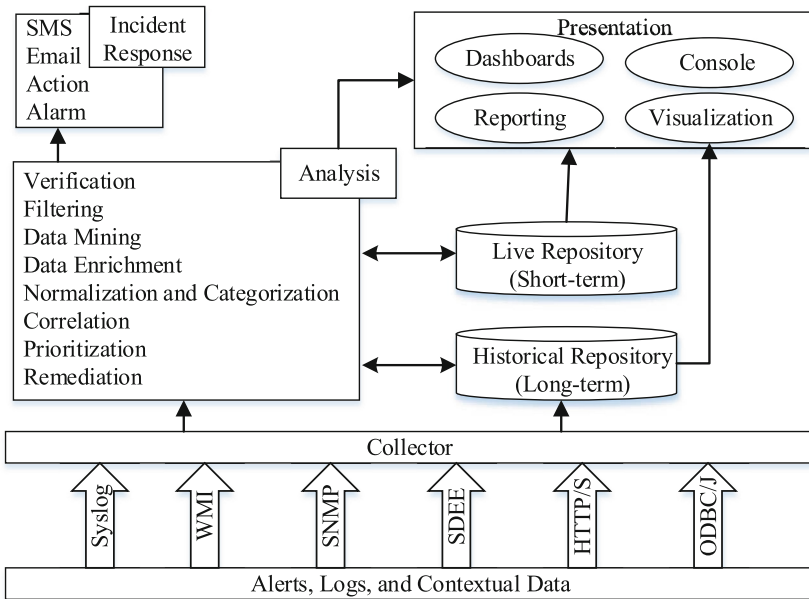 SMS
Email
Action
Alarm
Incident
Response
Presentation
Dashboards
Console
Reporting
Visualization
Analysis
Verification
Filtering
Data Mining
Data Enrichment
Normalization and Categorization
Correlation
Prioritization
Remediation
Live Repository
(Short-term)
Historical Repository
(Long-term)
Collector
Syslog
WMI
SNMP
SDEE
HTTP/S
ODBC/J
Alerts, Logs, and Contextual Data